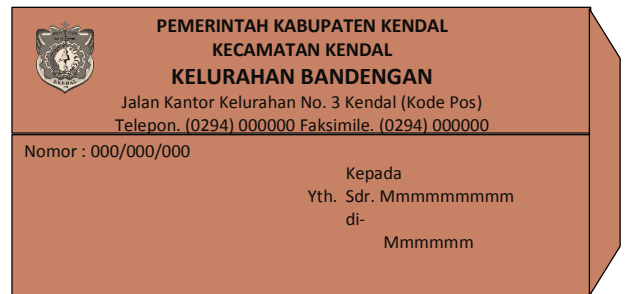 PEMERINTAH KABUPATEN KENDAL
KECAMATAN KENDAL
KELURAHAN BANDENGAN
Jalan Kantor Kelurahan No. 3 Kendal (Kode Pos)
Telepon. (0294) 000000 Faksimile. (0294) 000000
KENDAL
Nomor : 000/000/000
Kepada
Yth. Sdr. Mmmmmmmmm
di-
Mmmmmm